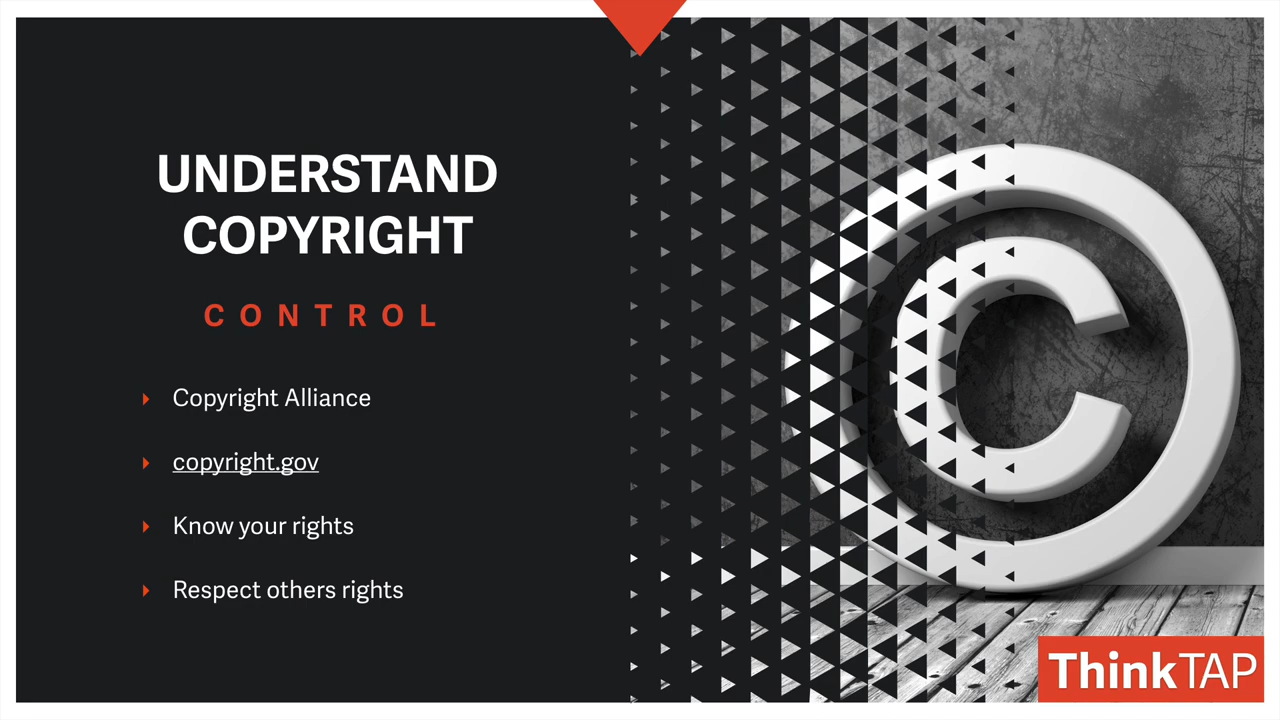 UNDERSTAND
COPYRIGHT
CONTROL
Copyright Alliance
copyright.gov
Know your rights
Respect others rights
ThinkTAP